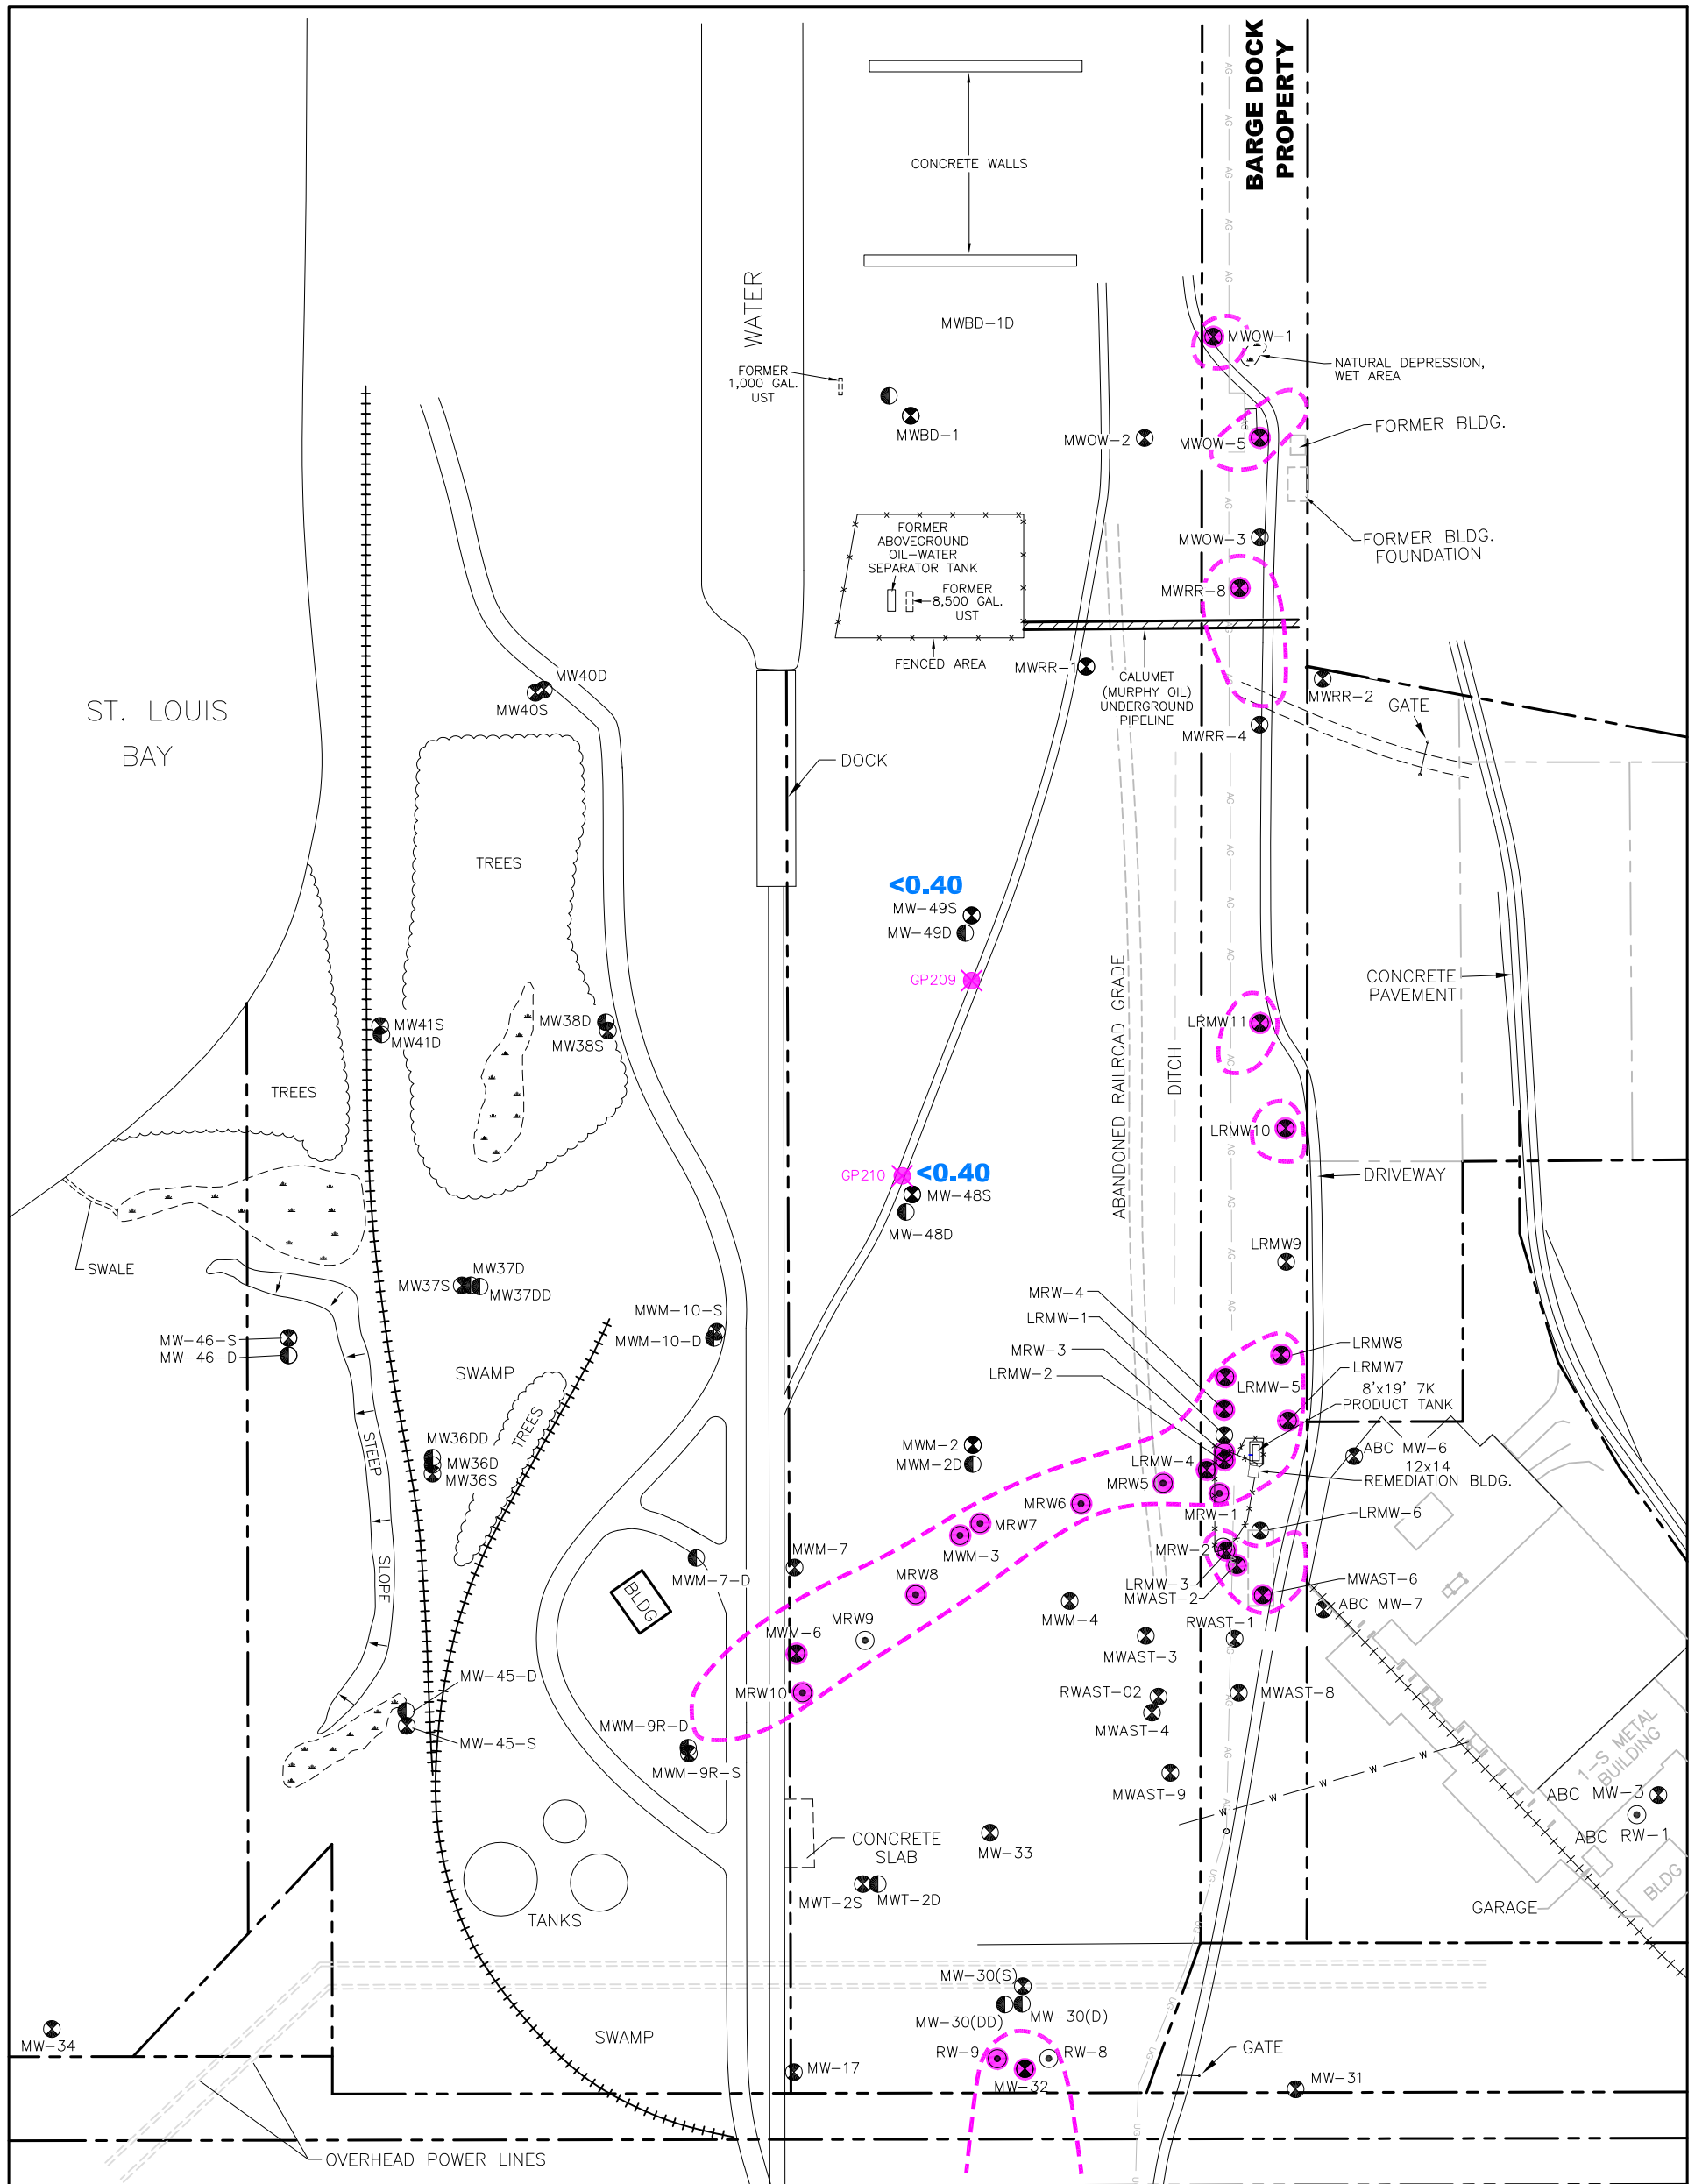 BARGE DOCK
PROPERTY
AG
CONCRETE WALLS
WATER
MWBD-1D
MWOW-1
NATURAL DEPRESSION,
WET AREA
FORMER
1,000 GAL.
UST
MWBD-1
MWOW-2
MWOW-5
FORMER BLDG.
FORMER
ABOVEGROUND
OIL-WATER
SEPARATOR TANK
FORMER
8,500 GAL.
UST
MWOW-3
FORMER BLDG.
FOUNDATION
MWRR-8
FENCED AREA
MWRR-1
CALUMET
(MURPHY OIL)
UNDERGROUND
PIPELINE
MWRR-2
GATE
MWRR-4
MW40D
MW40S
ST. LOUIS
BAY
DOCK
TREES
<0.40
MW-49S
MW-49D
GP209
ABANDONED RAILROAD GRADE
DITCH
CONCRETE
PAVEMENT
LRMW11
MW41S
MW41D
MW38D
MW38S
TREES
LRMW10
GP210
<0.40
MW-48S
MW-48D
DRIVEWAY
SWALE
LRMW9
MW37D
MW37S
MW37DD
MW-46-S
MW-46-D
MWM-10-S
MWM-10-D
MRW-4
LRMW-1
MRW-3
LRMW-2
LRMW8
LRMW7
8'x19' 7K
PRODUCT TANK
LRMW-5
SWAMP
TREES
STEEP
SLOPE
MW36DD
MW36D
MW36S
MWM-2
MWM-2D
LRMW-4
ABC MW-6
12x14
REMEDIATION BLDG.
MRW5
MRW6
MRW7
MWM-3
MRW-1
LRMW-6
MRW-2
MWM-7
MWM-7-D
BLDG
MRW8
LRMW-3
MWAST-2
MWAST-6
MWM-4
RWAST-1
ABC MW-7
MRW9
MWM-6
MWAST-3
MW-45-D
MRW10
RWAST-02
MWAST-8
MWAST-4
MWM-9R-D
MW-45-S
MWM-9R-S
MWAST-9
W
W
W
W
1-S METAL
BUILDING
ABC MW-3
ABC RW-1
CONCRETE
SLAB
MW-33
MWT-2S
MWT-2D
BLDG
GARAGE
TANKS
UG
MW-30(S)
MW-30(DD)
MW-30(D)
MW-34
SWAMP
RW-9
RW-8
GATE
MW-17
MW-32
MW-31
OVERHEAD POWER LINES